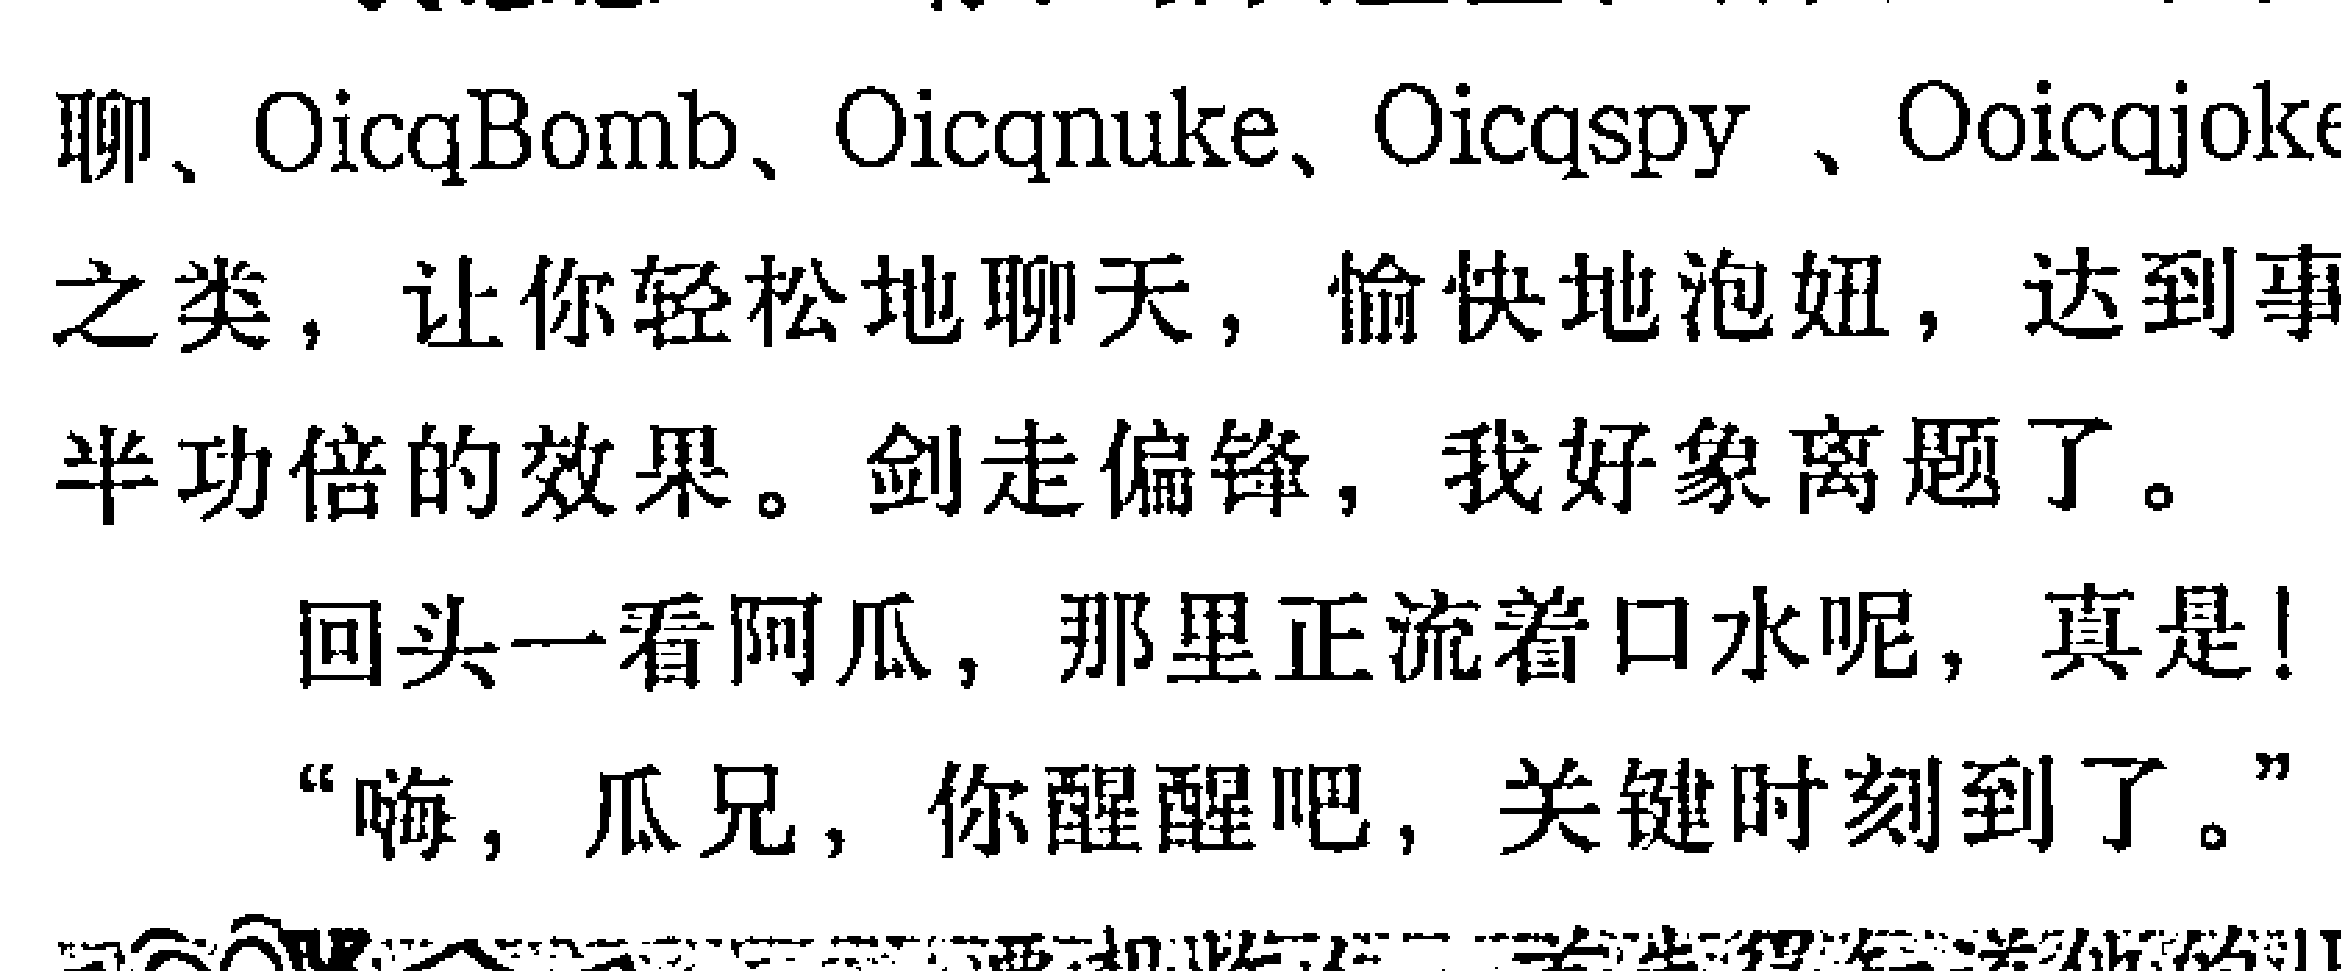 聊、OicqBomb、Oicqnuke、Oicqspy 、Ooicqjoke
之类，让你轻松地聊天，愉快地泡妞，达到事
半功倍的效果。剑走偏锋，我好象离题了。
回头一看阿瓜，那里正流着口水呢，真是！
“嗨，瓜兄，你醒醒吧，关键时刻到了。”